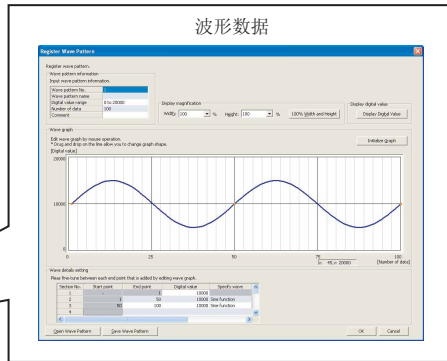 波形数据
Register Wave Pattern
Register wave pattern.
Wave pattern information
Input wave pattern information.
Wave pattern No. 1
Wave pattern name
Digital value range 0 to 20000
Number of data 100
Comment
Display magnification
Width: 100 % Height: 100 % 100% Width and Height
Display digital value
Display Digital Value
Wave graph
Edit wave graph by mouse operation.
* Drag and drop on the line allow you to change graph shape.
Initialize Graph
[Digital value]
20000
10000
0
0 25 50 75 100
[Number of data]
Wave details setting
Please fine-tune between each end point that is added by editing wave graph.
Section No. Start point End point Digital value Specify wave
1 - 1 10000
2 1 50 10000 Sine function
3 50 100 10000 Sine function
4
Open Wave Pattern Save Wave Pattern OK Cancel